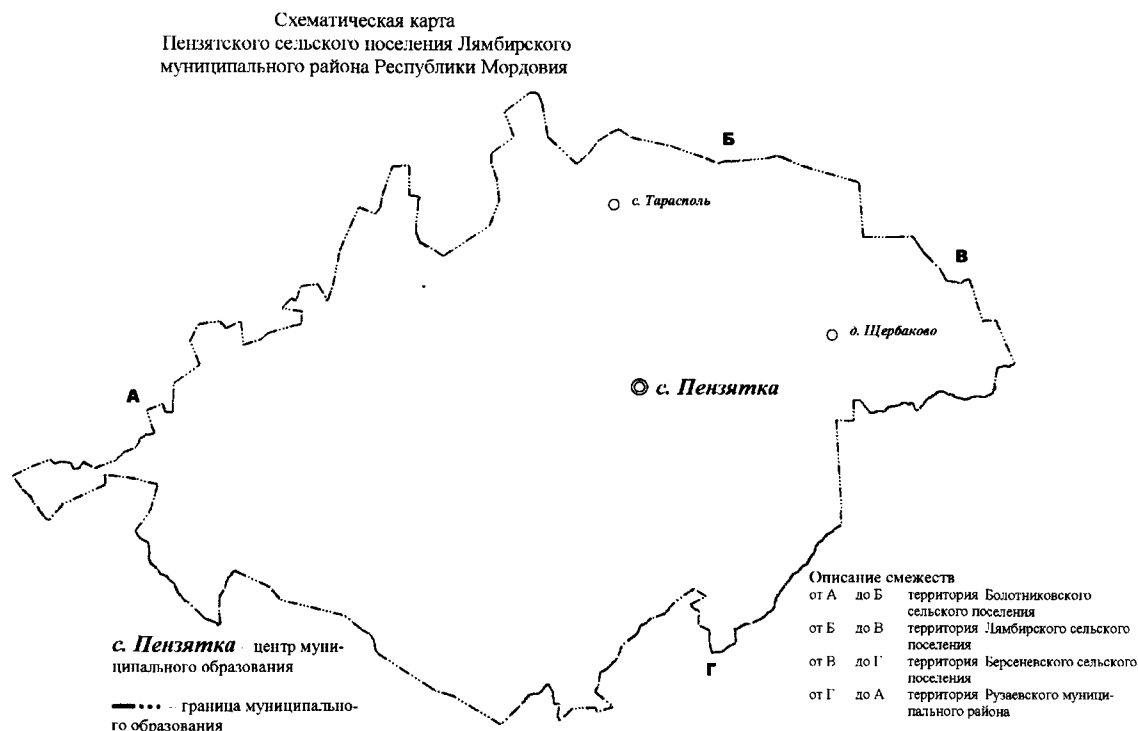 Схематическая карта
Пензятского сельского поселения Лямбирского
муниципального района Республики Мордовия
Б
с. Тарасполь
В
д. Щербаково
с. Пензятка
А
Г
с. Пензятка - центр муни-
ципального образования
- граница муниципально-
го образования
Описание смежеств
от А до Б территория Болотниковского
сельского поселения
от Б до В территория Лямбирского сельского
поселения
от В до Г территория Берсеневского сельского
поселения
от Г до А территория Рузаевского муници-
пального района